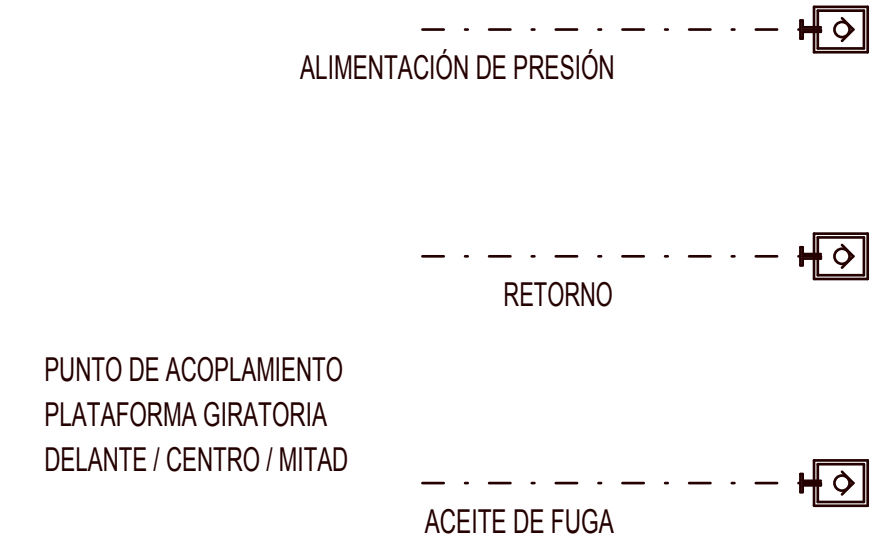 ALIMENTACIÓN DE PRESIÓN
RETORNO
PUNTO DE ACOPLAMIENTO
PLATAFORMA GIRATORIA
DELANTE / CENTRO / MITAD
ACEITE DE FUGA